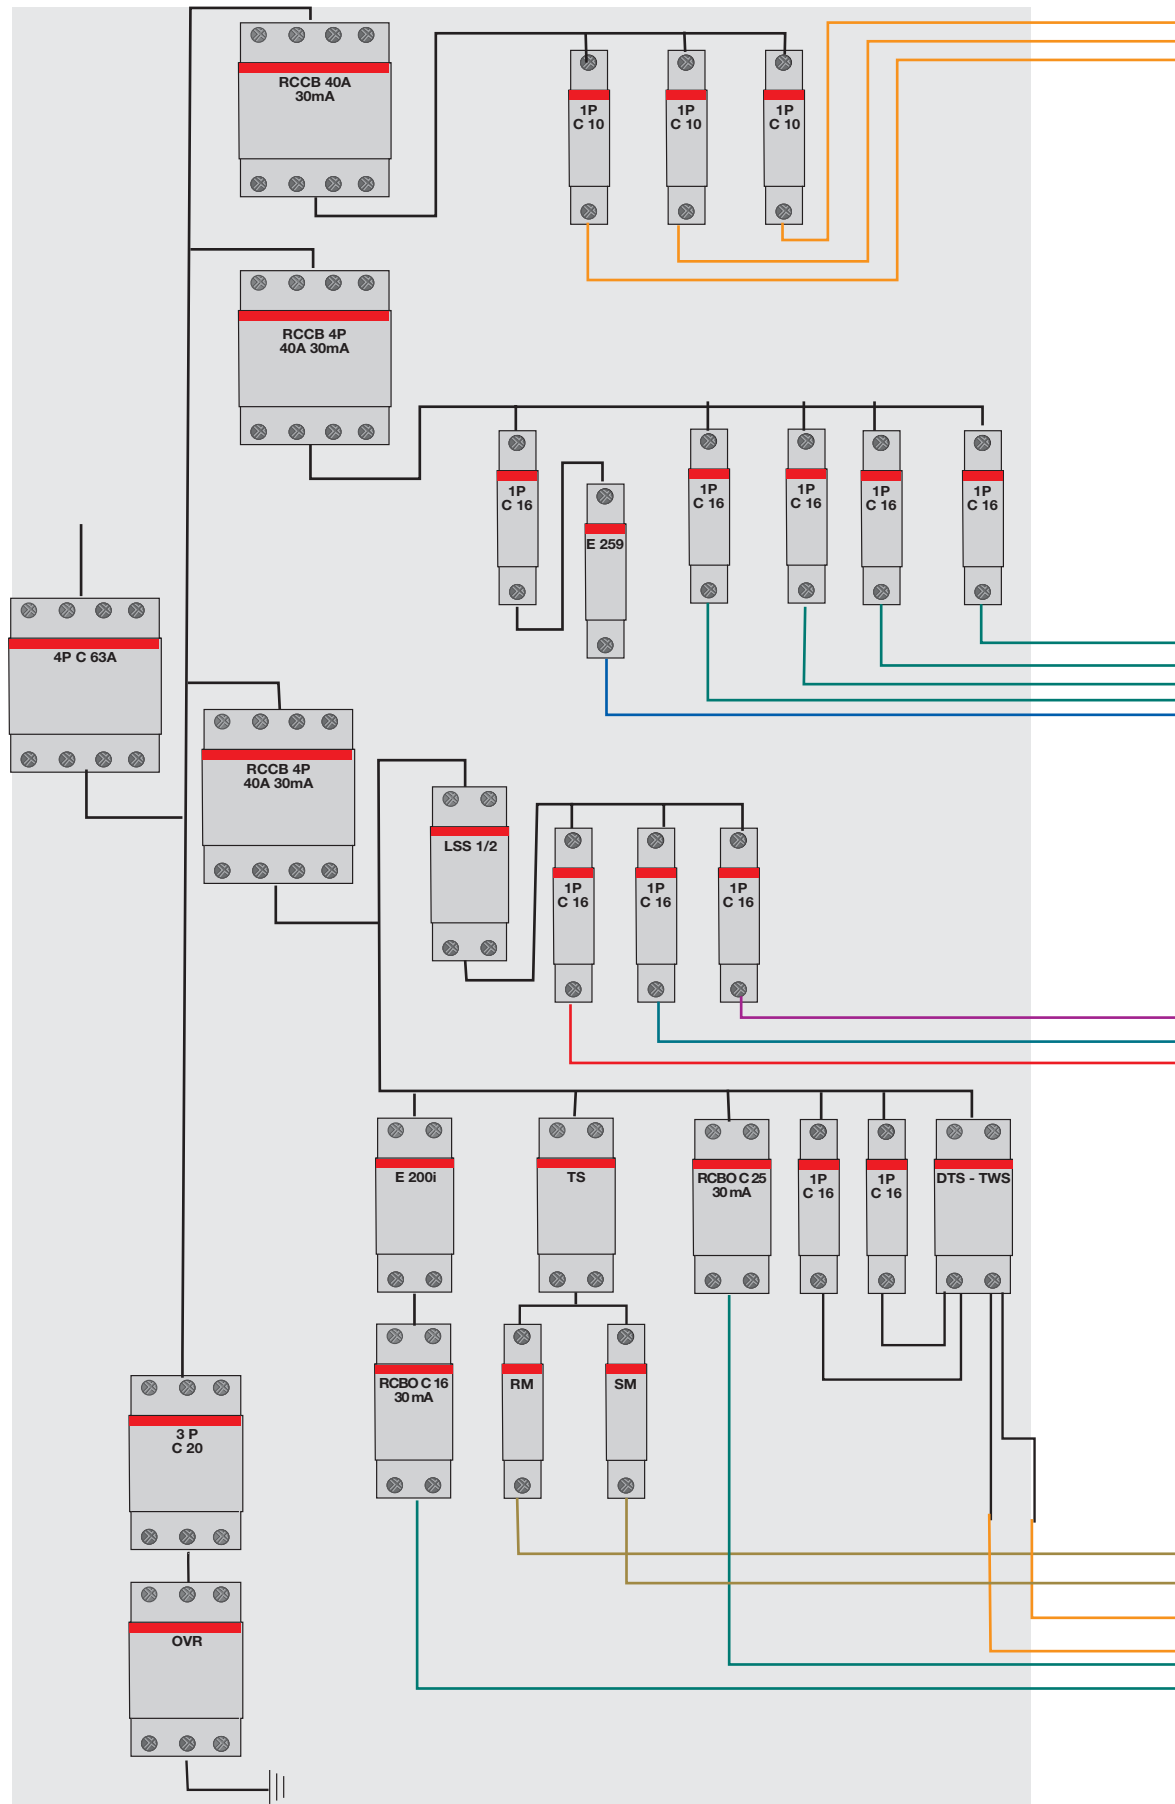 RCCB 40A
30mA
1P
C 10
1P
C 10
1P
C 10
RCCB 4P
40A 30mA
1P
C 16
E 259
1P
C 16
1P
C 16
1P
C 16
1P
C 16
4P C 63A
RCCB 4P
40A 30mA
LSS 1/2
1P
C 16
1P
C 16
1P
C 16
E 200i
TS
RCBO C 25
30 mA
1P
C 16
1P
C 16
DTS - TWS
RCBO C 16
30 mA
RM
SM
3 P
C 20
OVR